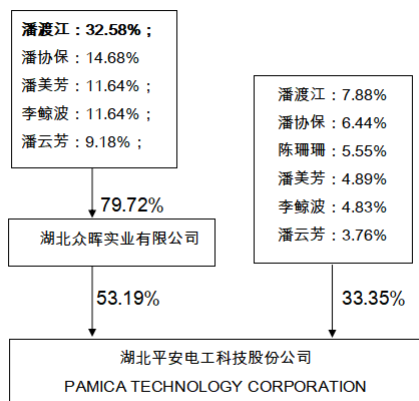 潘渡江：32.58%；
潘协保：14.68%
潘美芳：11.64%；
李鲸波：11.64%；
潘云芳：9.18%；
潘渡江：7.88%
潘协保：6.44%
陈珊珊：5.55%
潘美芳：4.89%
李鲸波：4.83%
潘云芳：3.76%
79.72%
湖北众晖实业有限公司
53.19%
33.35%
湖北平安电工科技股份公司
PAMICA TECHNOLOGY CORPORATION